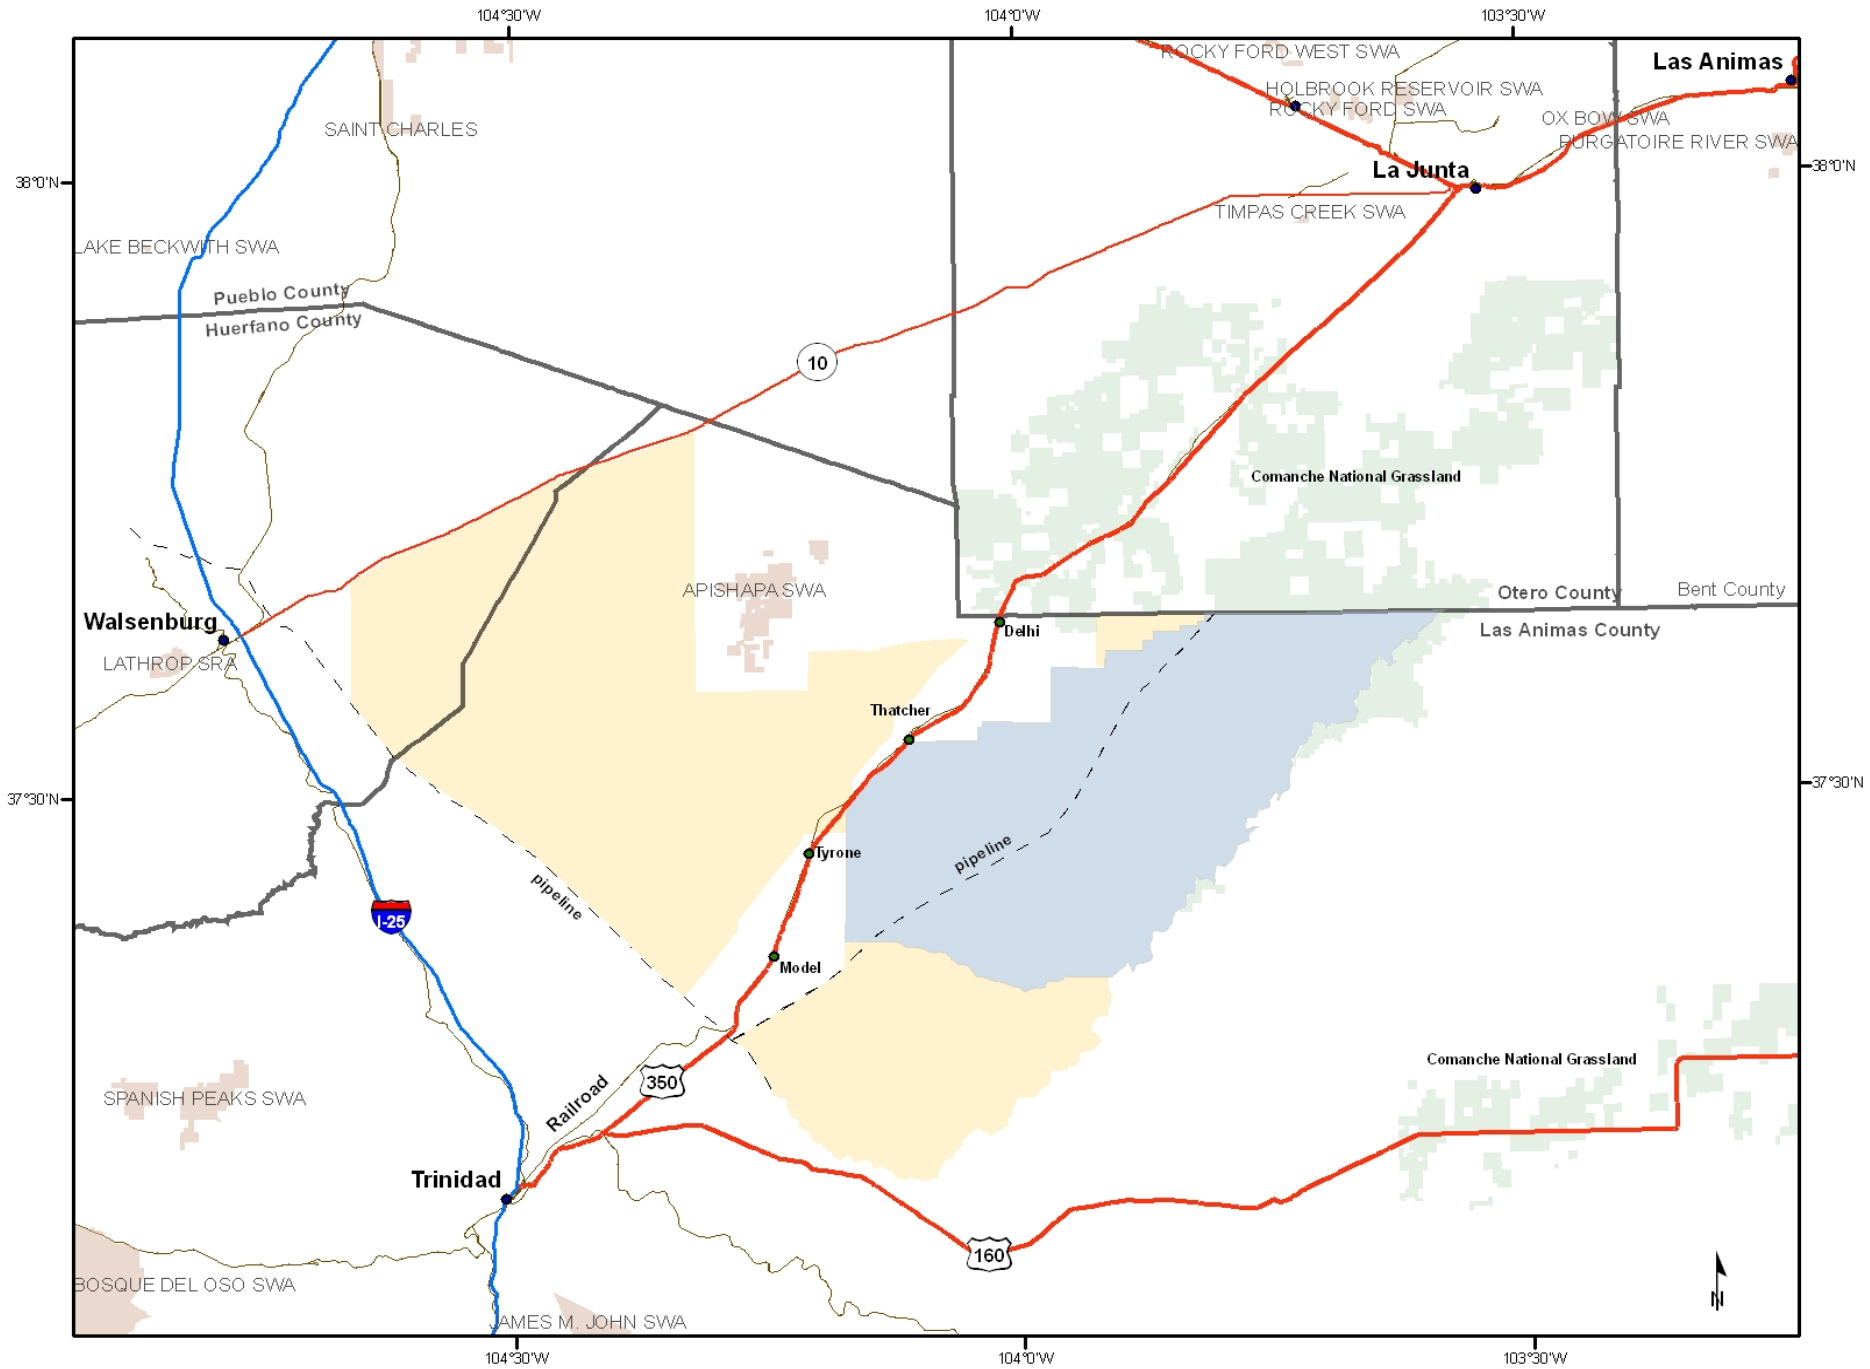 104°30'W
104°0'W
103°30'W
ROCKY FORD WEST SWA
Las Animas
HOLBROOK RESERVOIR SWA
ROCKY FORD SWA
OX BOW SWA
SAINT CHARLES
PURGATOIRE RIVER SWA
38°0'N
La Junta
38°0'N
TIMPAS CREEK SWA
LAKE BECKWITH SWA
Pueblo County
Huerfano County
10
Comanche National Grassland
APISHAPA SWA
Otero County
Bent County
Walsenburg
Delhi
Las Animas County
LATHROP SRA
Thatcher
37°30'N
37°30'N
Tyrone
pipeline
pipeline
I-25
Model
Comanche National Grassland
350
SPANISH PEAKS SWA
Railroad
Trinidad
160
BOSQUE DEL OSO SWA
N
JAMES M. JOHN SWA
104°30'W
104°0'W
103°30'W